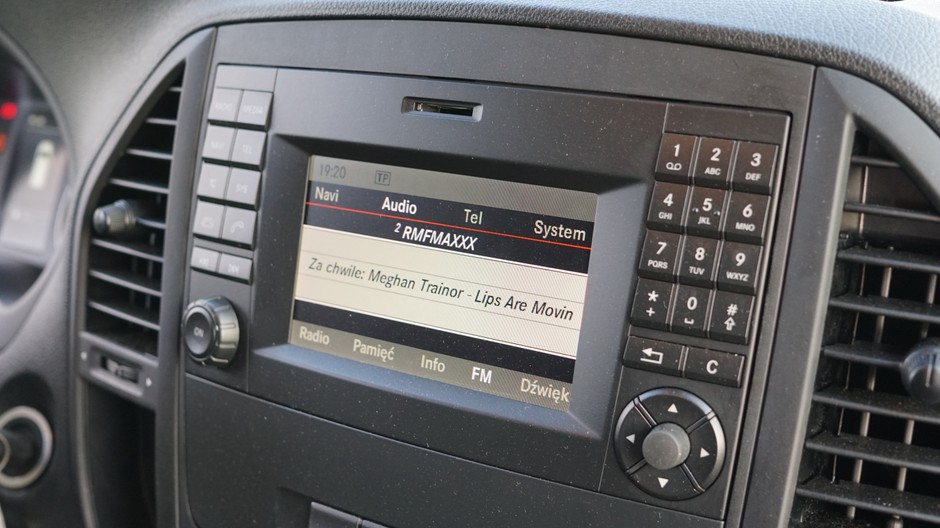 19:20 TP
Navi Audio Tel System
2 RMFMAXXX
Za chwile: Meghan Trainor - Lips Are Movin
Radio Pamięć Info FM Dźwięk
ON
1 2 ABC 3 DEF
4 GHI 5 JKL 6 MNO
7 PQRS 8 TUV 9 WXYZ
* + 0 #
C